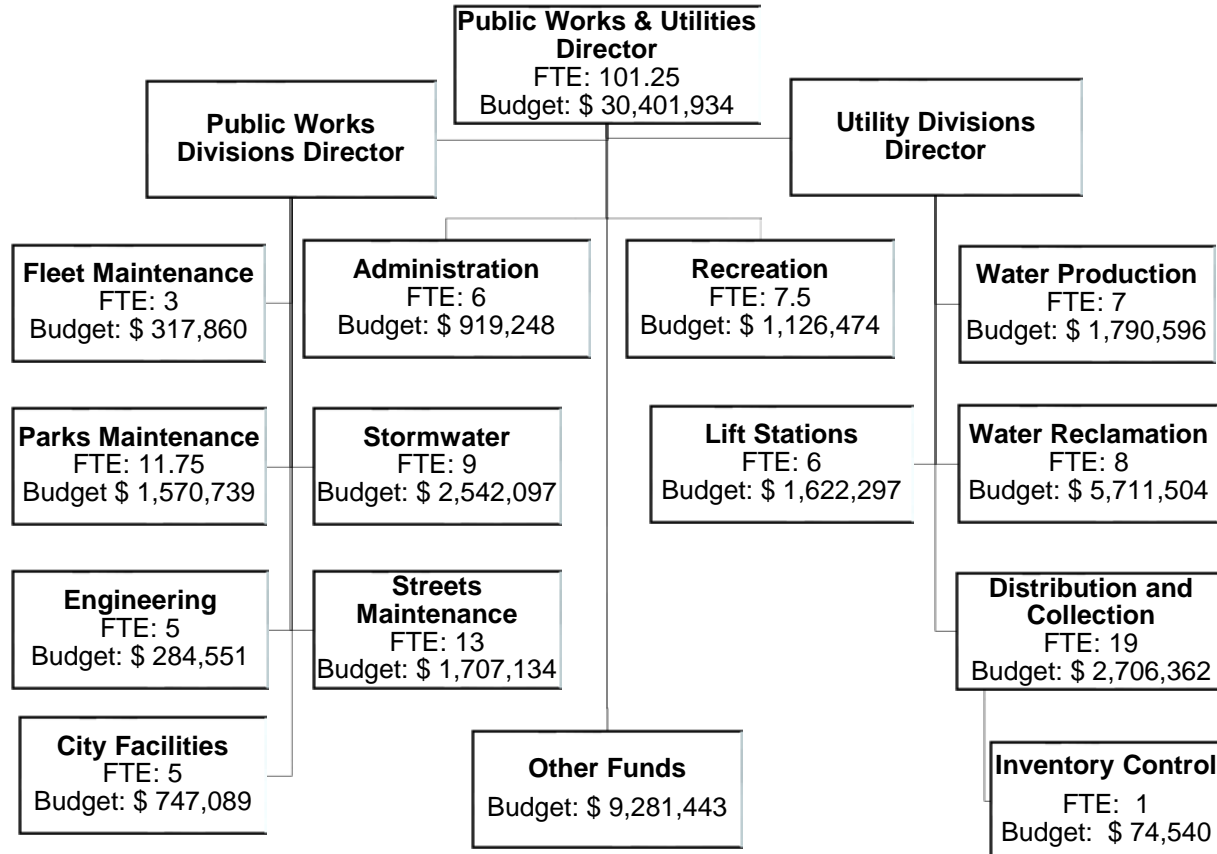 Public Works & Utilities
Director
FTE: 101.25
Budget: $ 30,401,934
Public Works
Divisions Director
Utility Divisions
Director
Fleet Maintenance
FTE: 3
Budget: $ 317,860
Administration
FTE: 6
Budget: $ 919,248
Recreation
FTE: 7.5
Budget: $ 1,126,474
Water Production
FTE: 7
Budget: $ 1,790,596
Parks Maintenance
FTE: 11.75
Budget $ 1,570,739
Stormwater
FTE: 9
Budget: $ 2,542,097
Lift Stations
FTE: 6
Budget: $ 1,622,297
Water Reclamation
FTE: 8
Budget: $ 5,711,504
Engineering
FTE: 5
Budget: $ 284,551
Streets
Maintenance
FTE: 13
Budget: $ 1,707,134
Distribution and
Collection
FTE: 19
Budget: $ 2,706,362
City Facilities
FTE: 5
Budget: $ 747,089
Other Funds
Budget: $ 9,281,443
Inventory Control
FTE: 1
Budget: $ 74,540